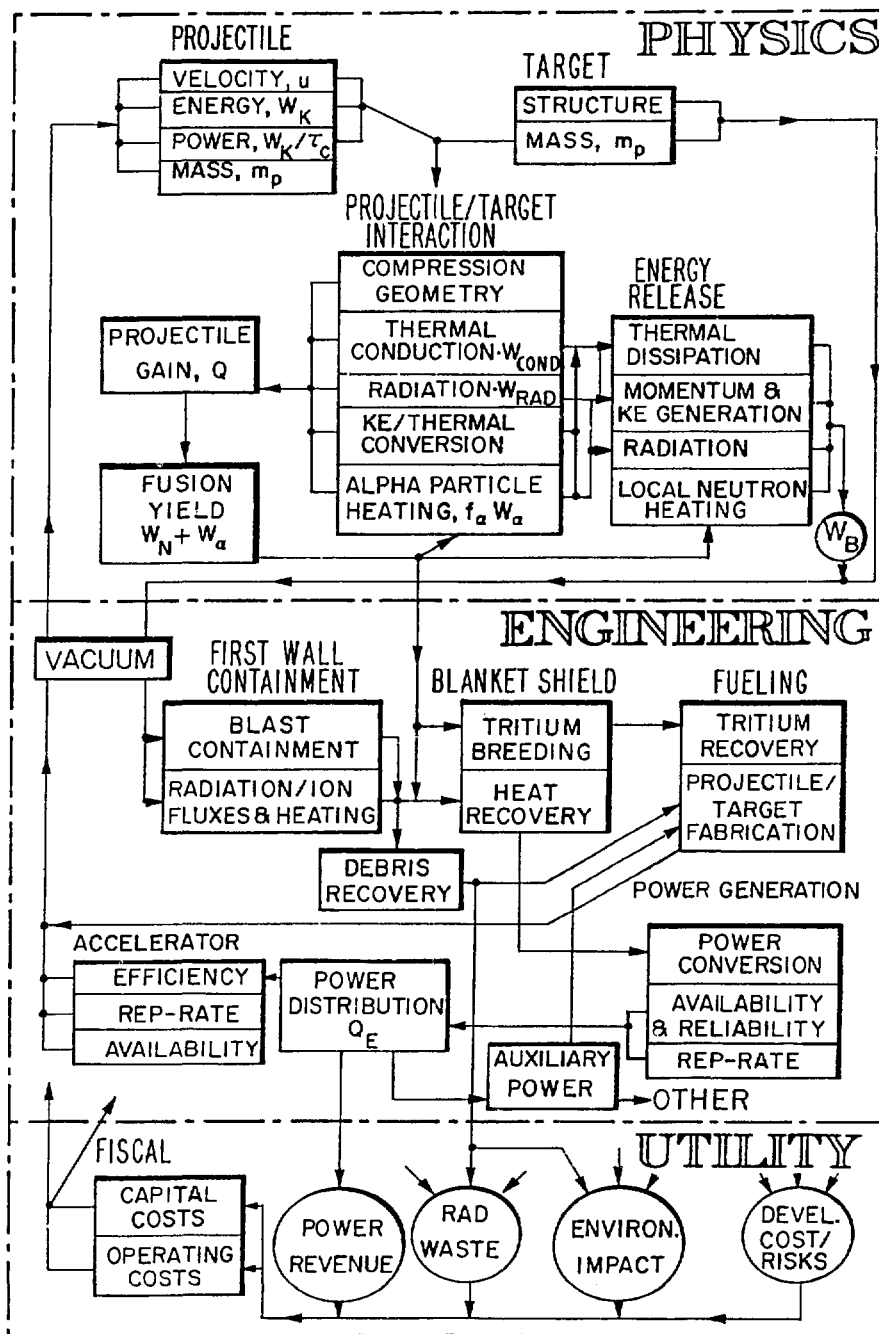 PHYSICS
PROJECTILE
VELOCITY, u
ENERGY, W_K
POWER, W_K/τ_c
MASS, m_p
TARGET
STRUCTURE
MASS, m_p
PROJECTILE/TARGET
INTERACTION
COMPRESSION
GEOMETRY
THERMAL
CONDUCTION·W_COND
RADIATION·W_RAD
KE/THERMAL
CONVERSION
ALPHA PARTICLE
HEATING, f_α W_α
ENERGY
RELEASE
THERMAL
DISSIPATION
MOMENTUM &
KE GENERATION
RADIATION
LOCAL NEUTRON
HEATING
PROJECTILE
GAIN, Q
FUSION
YIELD
W_N + W_α
W_B
ENGINEERING
VACUUM
FIRST WALL
CONTAINMENT
BLAST
CONTAINMENT
RADIATION/ION
FLUXES & HEATING
BLANKET SHIELD
TRITIUM
BREEDING
HEAT
RECOVERY
FUELING
TRITIUM
RECOVERY
PROJECTILE/
TARGET
FABRICATION
DEBRIS
RECOVERY
POWER GENERATION
POWER
CONVERSION
AVAILABILITY
& RELIABILITY
REP-RATE
ACCELERATOR
EFFICIENCY
REP-RATE
AVAILABILITY
POWER
DISTRIBUTION
Q_E
AUXILIARY
POWER
OTHER
UTILITY
FISCAL
CAPITAL
COSTS
OPERATING
COSTS
POWER
REVENUE
RAD
WASTE
ENVIRON.
IMPACT
DEVEL.
COST/
RISKS